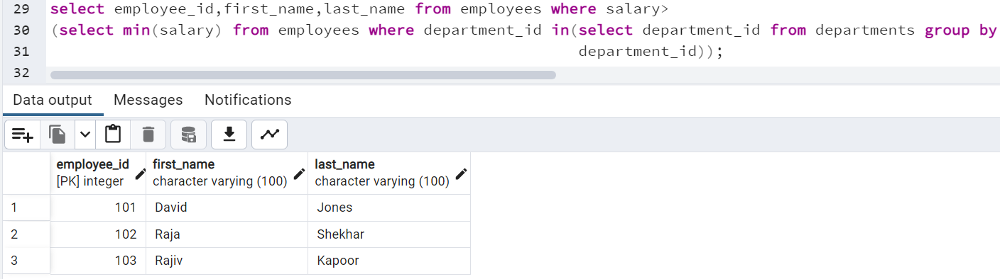 29 select employee_id,first_name,last_name from employees where salary>
30 (select min(salary) from employees where department_id in(select department_id from departments group by
31 department_id));
32
Data output Messages Notifications
employee_id first_name last_name
[PK] integer character varying (100) character varying (100)
1 101 David Jones
2 102 Raja Shekhar
3 103 Rajiv Kapoor